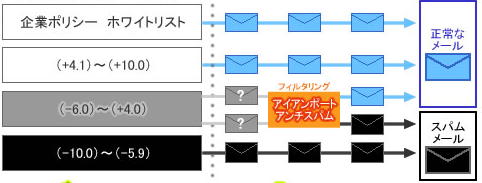 企業ポリシー ホワイトリスト
(+4.1)～(+10.0)
(-6.0)～(+4.0)
(-10.0)～(-5.9)
?
?
フィルタリング
アイアンポート
アンチスパム
正常な
メール
スパム
メール